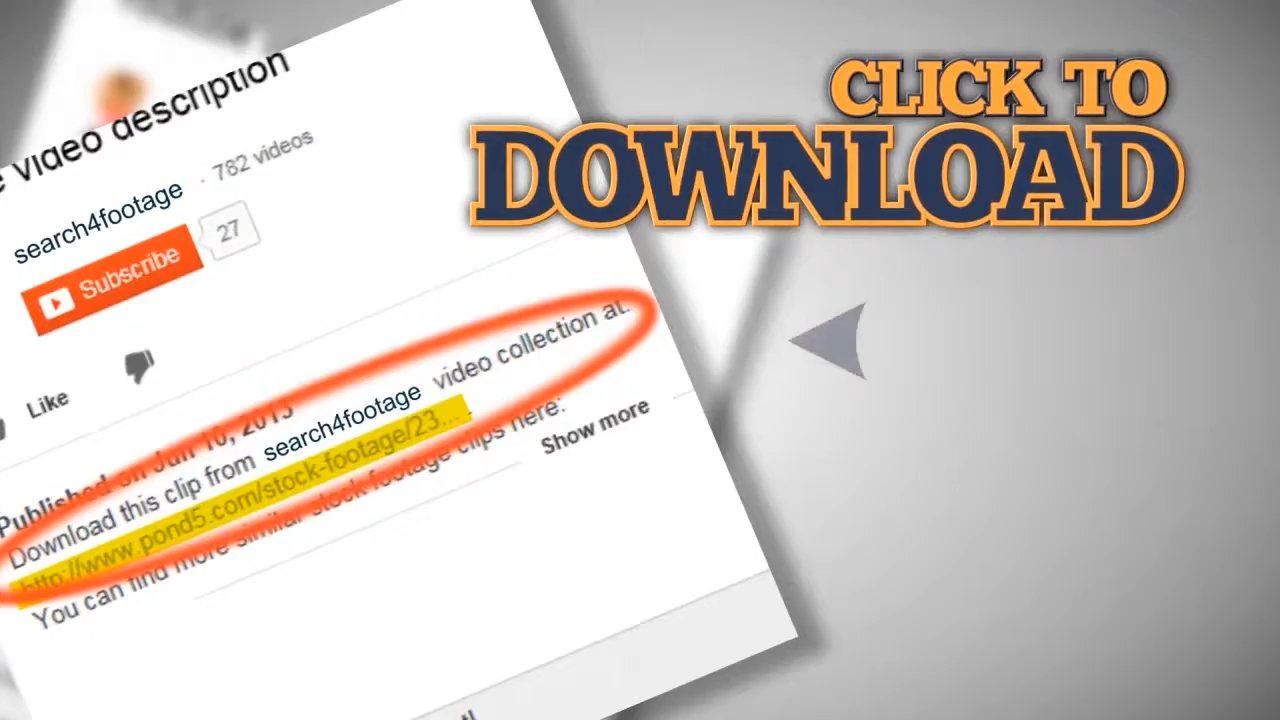 CLICK TO
DOWNLOAD
video description
search4footage · 782 videos
Subscribe 27
Like
Published on Jun 10, 2015
Download this clip from search4footage video collection at:
http://www.pond5.com/stock-footage/23...
You can find more similar stock footage clips here:
Show more